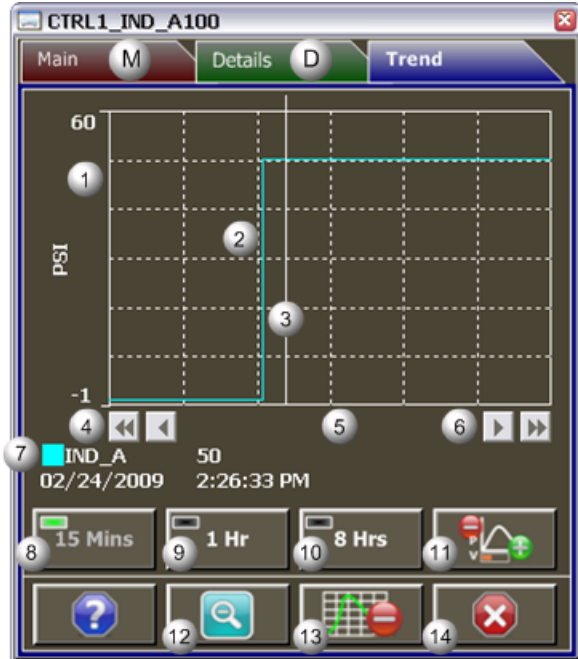 CTRL1_IND_A100
Main M Details D Trend
60
1
2
PSI
3
-1
4 5 6
7 IND_A 50
02/24/2009 2:26:33 PM
15 Mins 1 Hr 8 Hrs P V
8 9 10 11
?
12 13 14